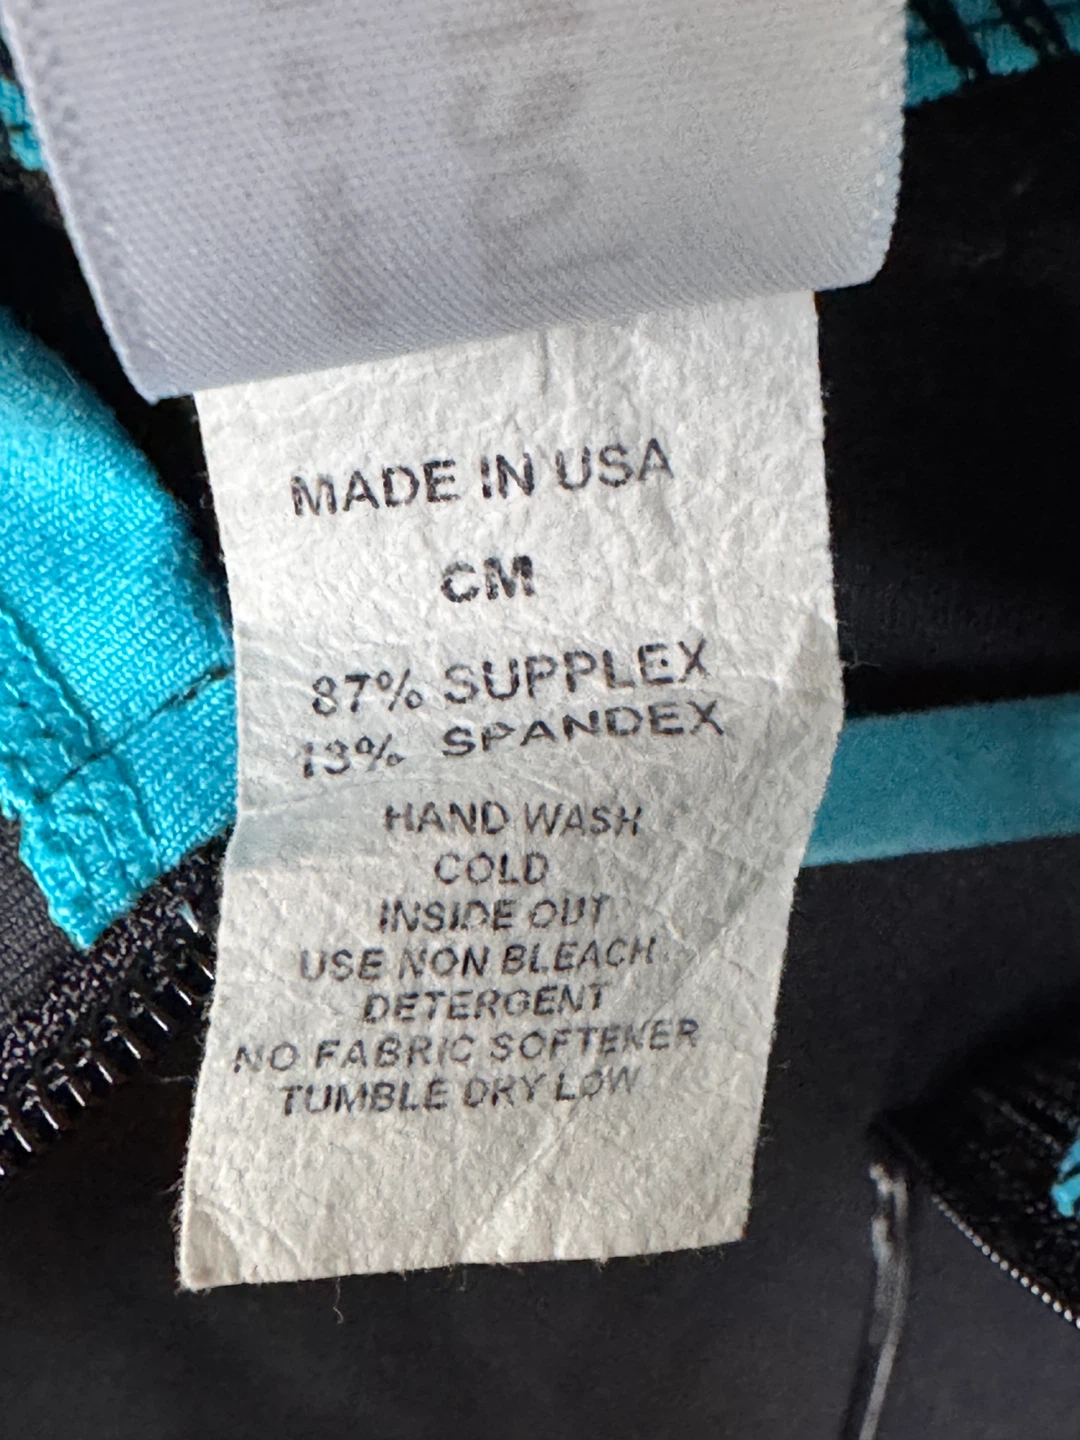 MADE IN USA
CM
87% SUPPLEX
13% SPANDEX
HAND WASH
COLD
INSIDE OUT
USE NON BLEACH
DETERGENT
NO FABRIC SOFTENER
TUMBLE DRY LOW